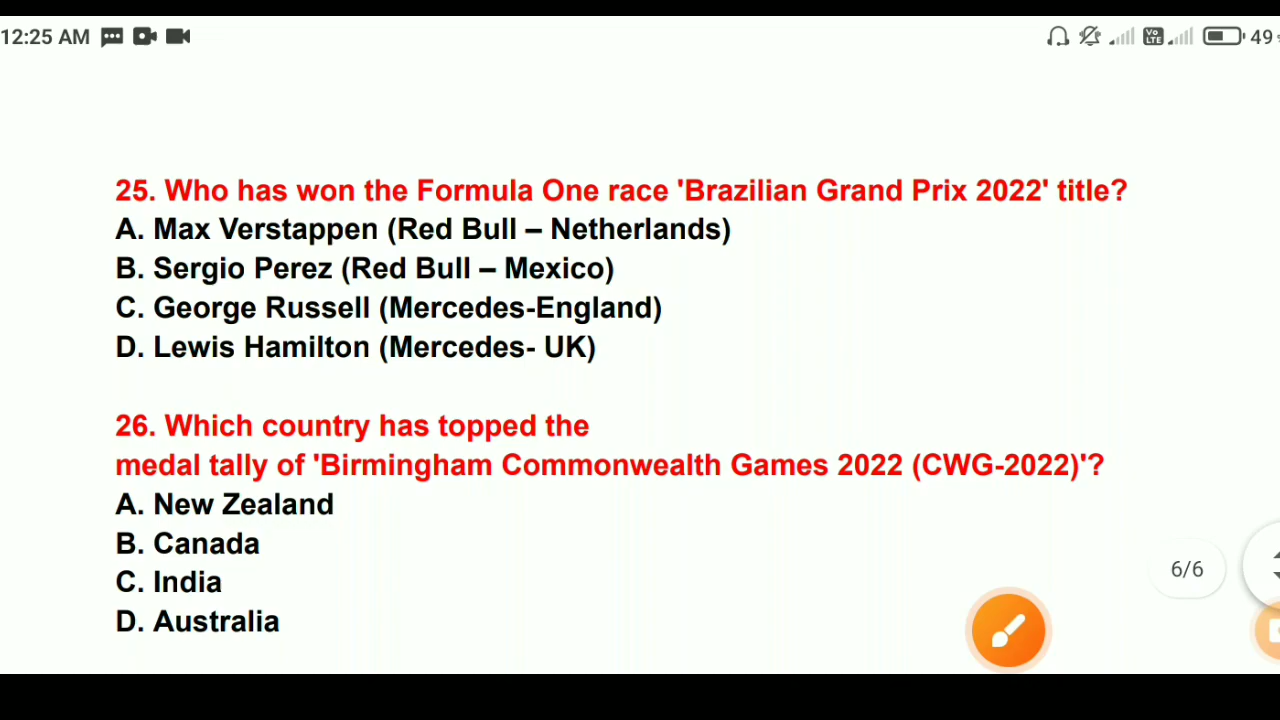 12:25 AM
Vo LTE
49
25. Who has won the Formula One race 'Brazilian Grand Prix 2022' title?
A. Max Verstappen (Red Bull – Netherlands)
B. Sergio Perez (Red Bull – Mexico)
C. George Russell (Mercedes-England)
D. Lewis Hamilton (Mercedes- UK)
26. Which country has topped the
medal tally of 'Birmingham Commonwealth Games 2022 (CWG-2022)'?
A. New Zealand
B. Canada
C. India
D. Australia
6/6